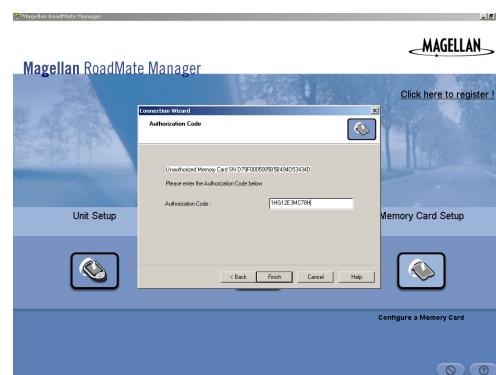 Magellan RoadMate Manager
MAGELLAN
Magellan RoadMate Manager
Click here to register !
Connection Wizard
Authorization Code
Unauthorized Memory Card SN D79F0005005B5B494D53434D
Please enter the Authorization Code below
Authorization Code :
1HG12E3MC78H
Unit Setup
Memory Card Setup
< Back
Finish
Cancel
Help
Configure a Memory Card